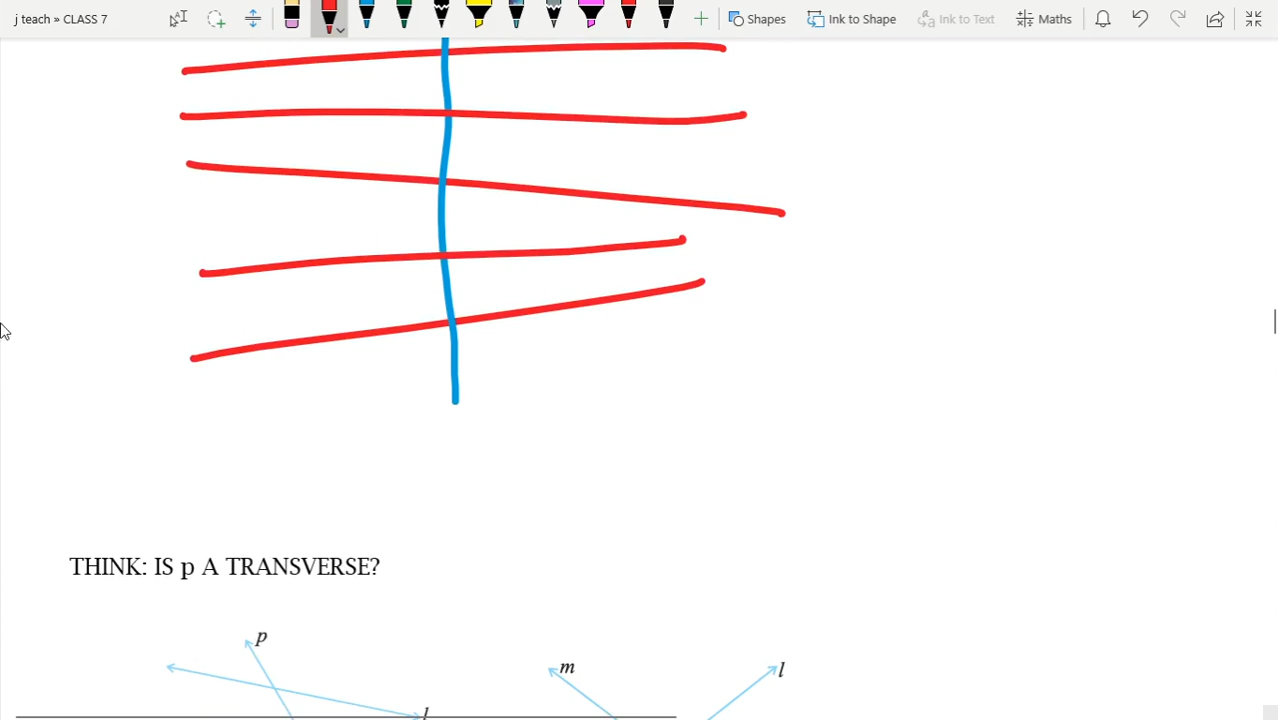 j teach » CLASS 7
Shapes
Ink to Shape
Ink to Text
Maths
THINK: IS p A TRANSVERSE?
p
m
l
l